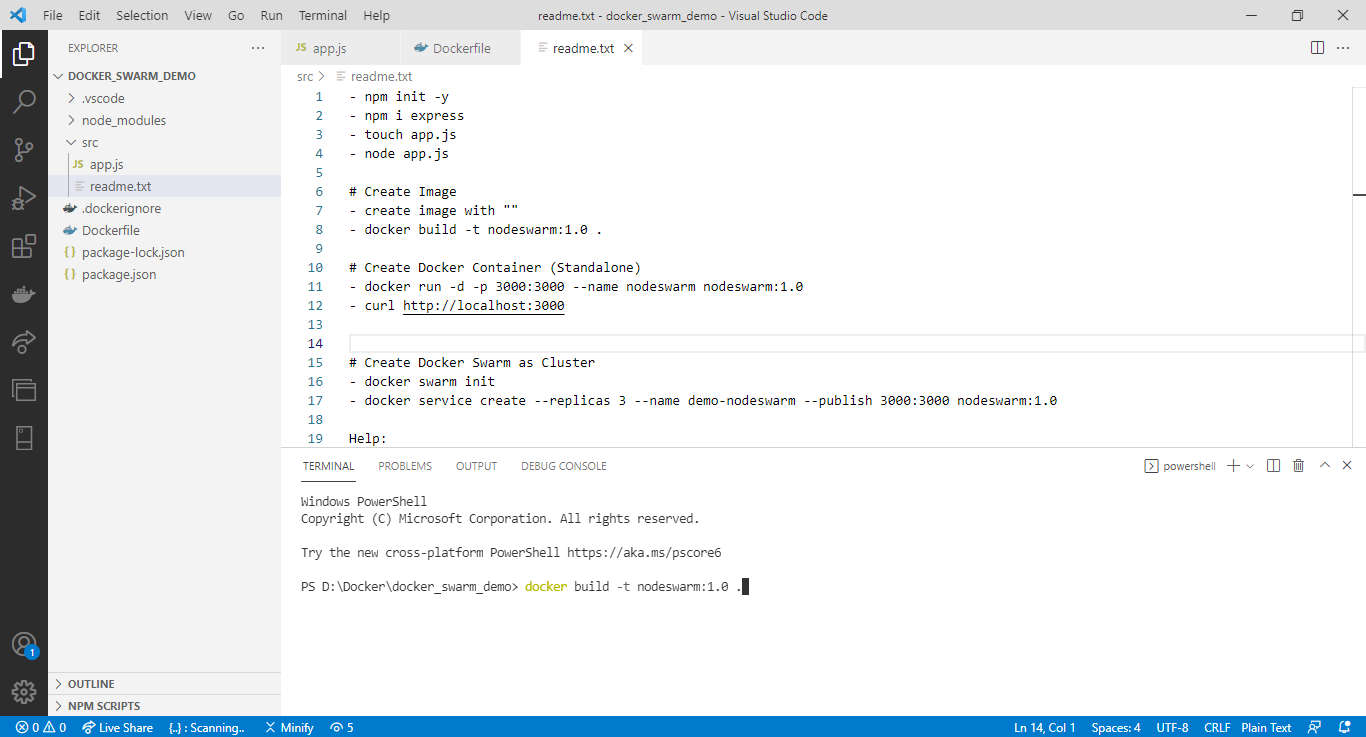 File Edit Selection View Go Run Terminal Help readme.txt - docker_swarm_demo - Visual Studio Code
EXPLORER
DOCKER_SWARM_DEMO
.vscode
node_modules
src
JS app.js
readme.txt
.dockerignore
Dockerfile
{} package-lock.json
{} package.json
OUTLINE
NPM SCRIPTS
1
JS app.js Dockerfile readme.txt
src > readme.txt
1 - npm init -y
2 - npm i express
3 - touch app.js
4 - node app.js
5
6 # Create Image
7 - create image with ""
8 - docker build -t nodeswarm:1.0 .
9
10 # Create Docker Container (Standalone)
11 - docker run -d -p 3000:3000 --name nodeswarm nodeswarm:1.0
12 - curl http://localhost:3000
13
14
15 # Create Docker Swarm as Cluster
16 - docker swarm init
17 - docker service create --replicas 3 --name demo-nodeswarm --publish 3000:3000 nodeswarm:1.0
18
19 Help:
TERMINAL PROBLEMS OUTPUT DEBUG CONSOLE powershell
Windows PowerShell
Copyright (C) Microsoft Corporation. All rights reserved.
Try the new cross-platform PowerShell https://aka.ms/pscore6
PS D:\Docker\docker_swarm_demo> docker build -t nodeswarm:1.0 .
0 0 Live Share {..} : Scanning.. Minify 5 Ln 14, Col 1 Spaces: 4 UTF-8 CRLF Plain Text